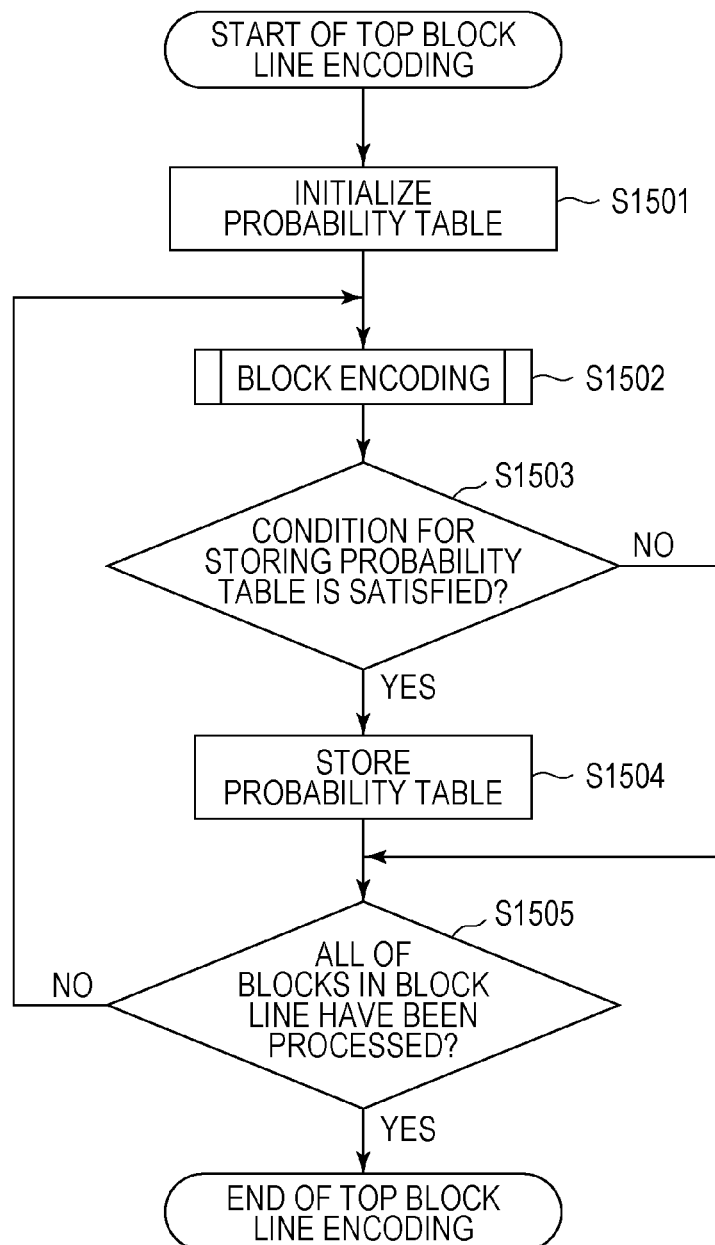 START OF TOP BLOCK
LINE ENCODING
INITIALIZE
PROBABILITY TABLE
S1501
BLOCK ENCODING
S1502
S1503
CONDITION FOR
STORING PROBABILITY
TABLE IS SATISFIED?
NO
YES
STORE
PROBABILITY TABLE
S1504
S1505
ALL OF
BLOCKS IN BLOCK
LINE HAVE BEEN
PROCESSED?
NO
YES
END OF TOP BLOCK
LINE ENCODING